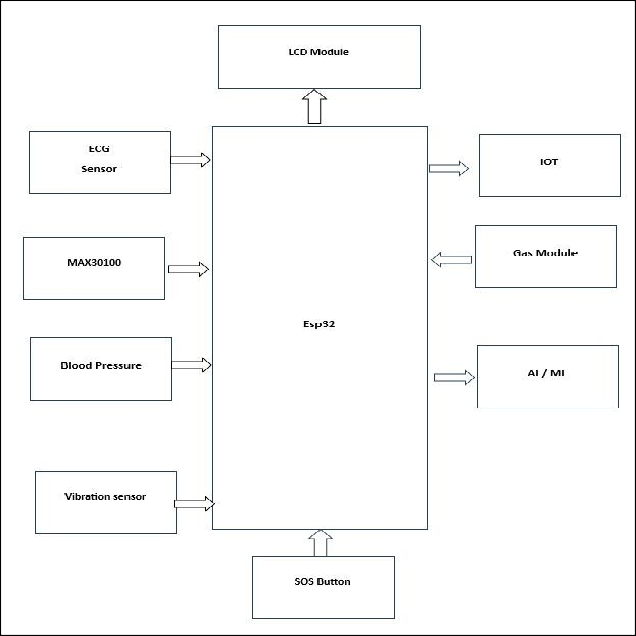 LCD Module
ECG
Sensor
IOT
Gas Module
MAX30100
Esp32
Blood Pressure
AI / ML
Vibration sensor
SOS Button